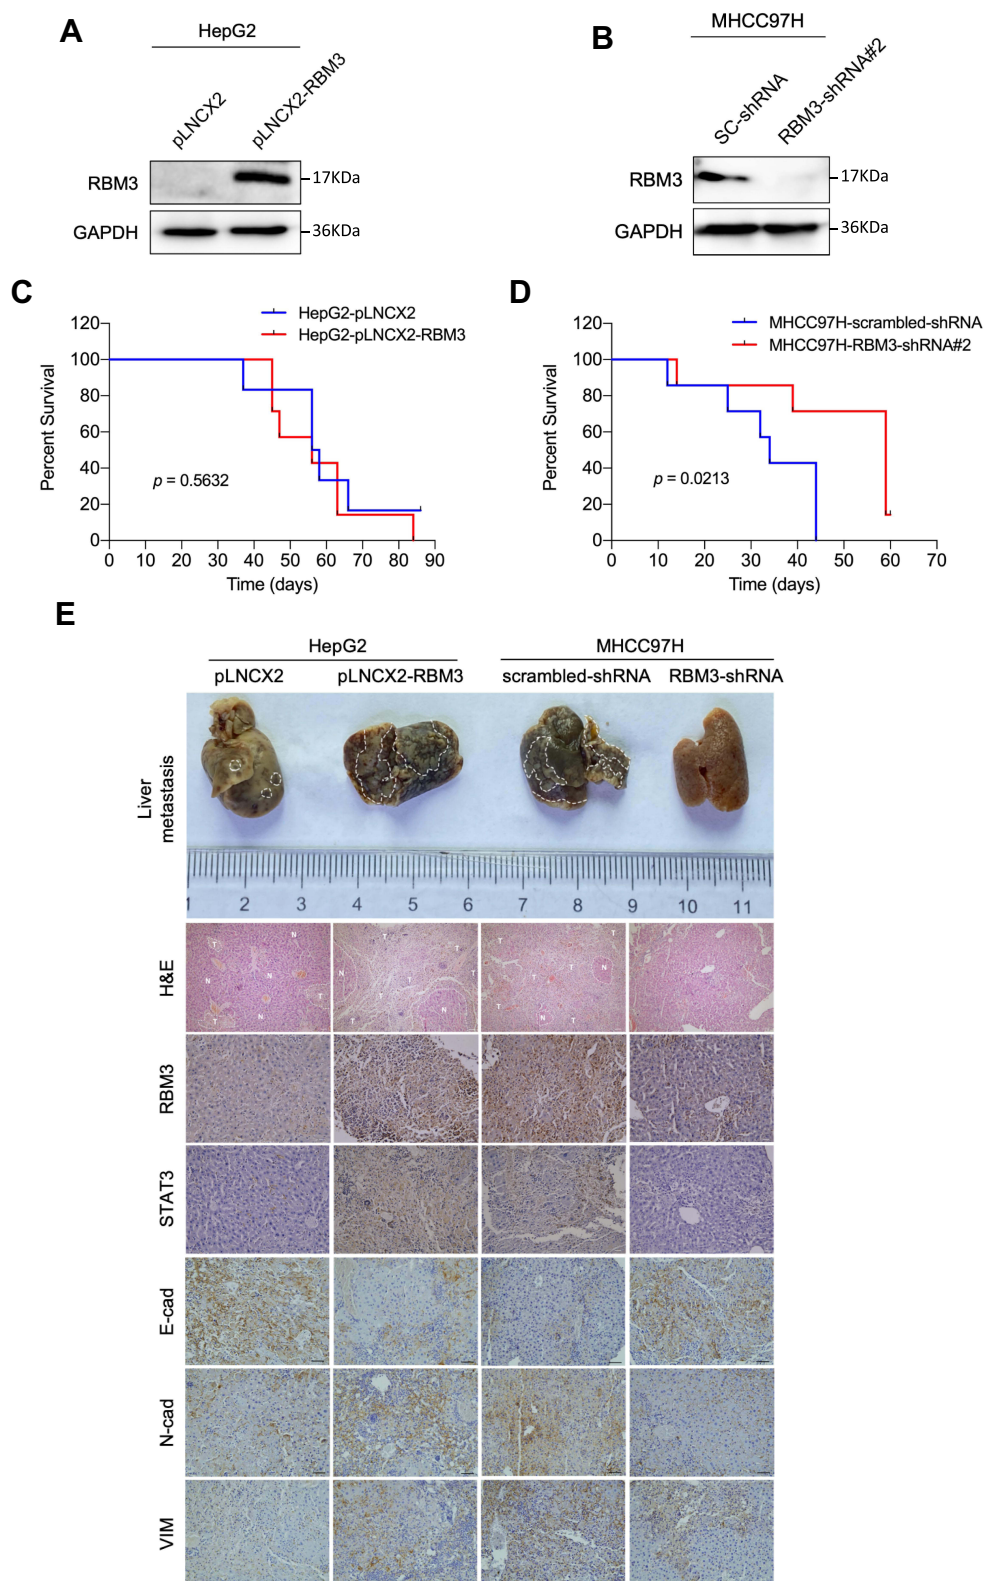 A
HepG2
pLNCX2
pLNCX2-RBM3
RBM3
17KDa
GAPDH
36KDa
B
MHCC97H
SC-shRNA
RBM3-shRNA#2
RBM3
17KDa
GAPDH
36KDa
C
HepG2-pLNCX2
HepG2-pLNCX2-RBM3
Percent Survival
120
100
80
60
40
20
0
p = 0.5632
0 10 20 30 40 50 60 70 80 90
Time (days)
D
MHCC97H-scrambled-shRNA
MHCC97H-RBM3-shRNA#2
Percent Survival
120
100
80
60
40
20
0
p = 0.0213
0 10 20 30 40 50 60 70
Time (days)
E
HepG2
MHCC97H
pLNCX2
pLNCX2-RBM3
scrambled-shRNA
RBM3-shRNA
Liver
metastasis
1 2 3 4 5 6 7 8 9 10 11
H&E
T N N T N T
T T N T T T N
T N T T T N T
RBM3
STAT3
E-cad
N-cad
VIM